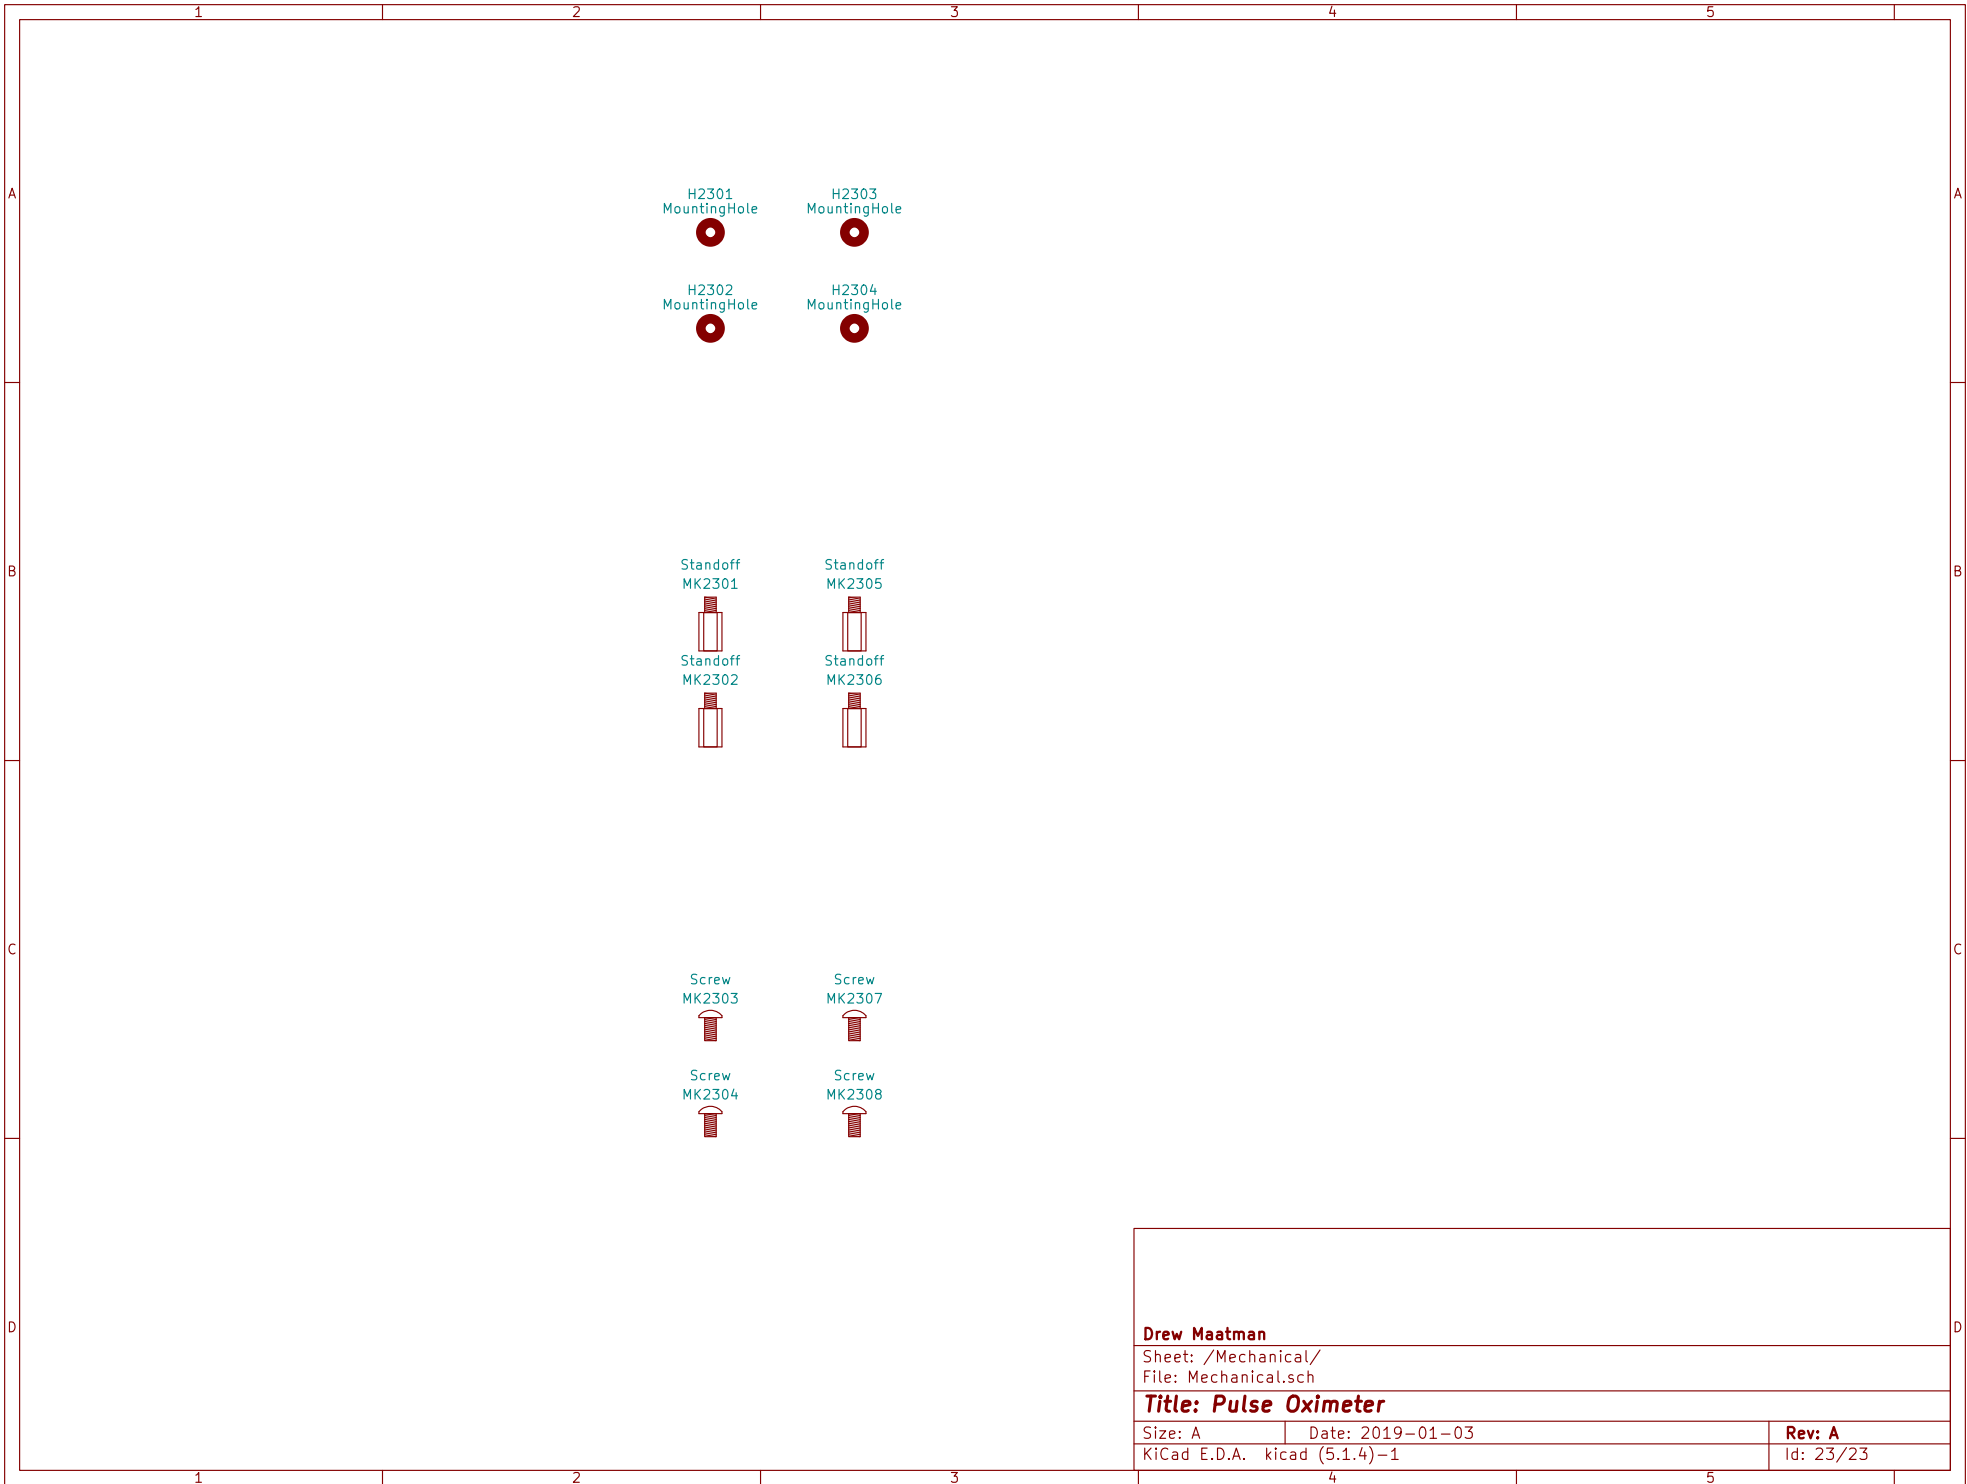 1 2 3 4 5
A A
H2301 H2303
MountingHole MountingHole
H2302 H2304
MountingHole MountingHole
B B
Standoff Standoff
MK2301 MK2305
Standoff Standoff
MK2302 MK2306
C C
Screw Screw
MK2303 MK2307
Screw Screw
MK2304 MK2308
D D
Drew Maatman
Sheet: /Mechanical/
File: Mechanical.sch
Title: Pulse Oximeter
Size: A Date: 2019-01-03 Rev: A
KiCad E.D.A. kicad (5.1.4)-1 Id: 23/23
1 2 3 4 5